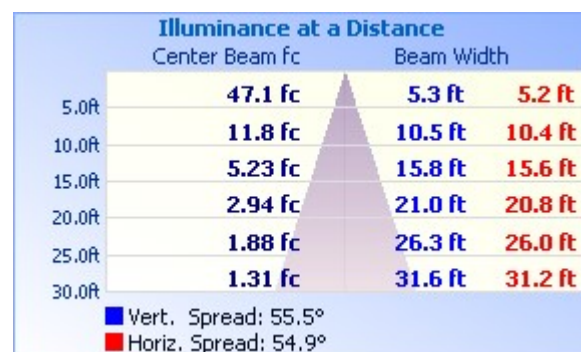 Illuminance at a Distance
Center Beam fc Beam Width
47.1 fc 5.3 ft 5.2 ft
5.0ft
11.8 fc 10.5 ft 10.4 ft
10.0ft
5.23 fc 15.8 ft 15.6 ft
15.0ft
2.94 fc 21.0 ft 20.8 ft
20.0ft
1.88 fc 26.3 ft 26.0 ft
25.0ft
1.31 fc 31.6 ft 31.2 ft
30.0ft
Vert. Spread: 55.5°
Horiz. Spread: 54.9°